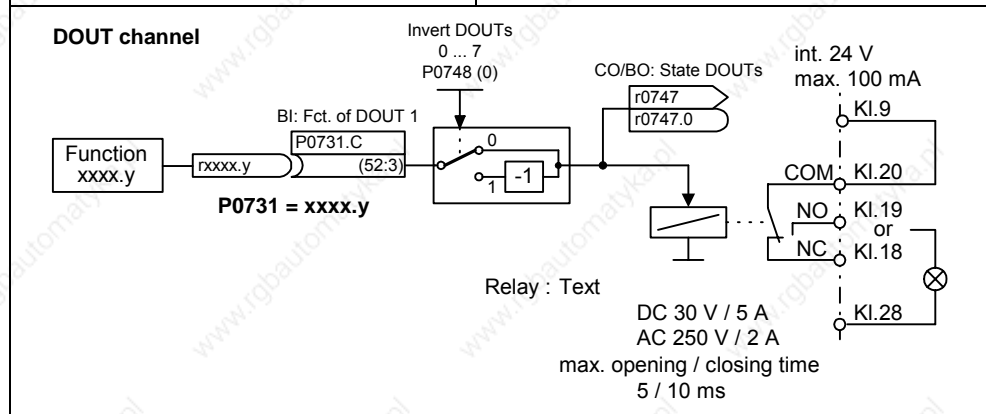 DOUT channel
Invert DOUTs
0 ... 7
P0748 (0)
CO/BO: State DOUTs
r0747
r0747.0
int. 24 V
max. 100 mA
Kl.9
BI: Fct. of DOUT 1
P0731.C
(52:3)
Function
xxxx.y
rxxxx.y
P0731 = xxxx.y
0
1
-1
COM
Kl.20
NO
Kl.19
or
NC
Kl.18
Kl.28
Relay : Text
DC 30 V / 5 A
AC 250 V / 2 A
max. opening / closing time
5 / 10 ms
www.rgbautomatyka.pl